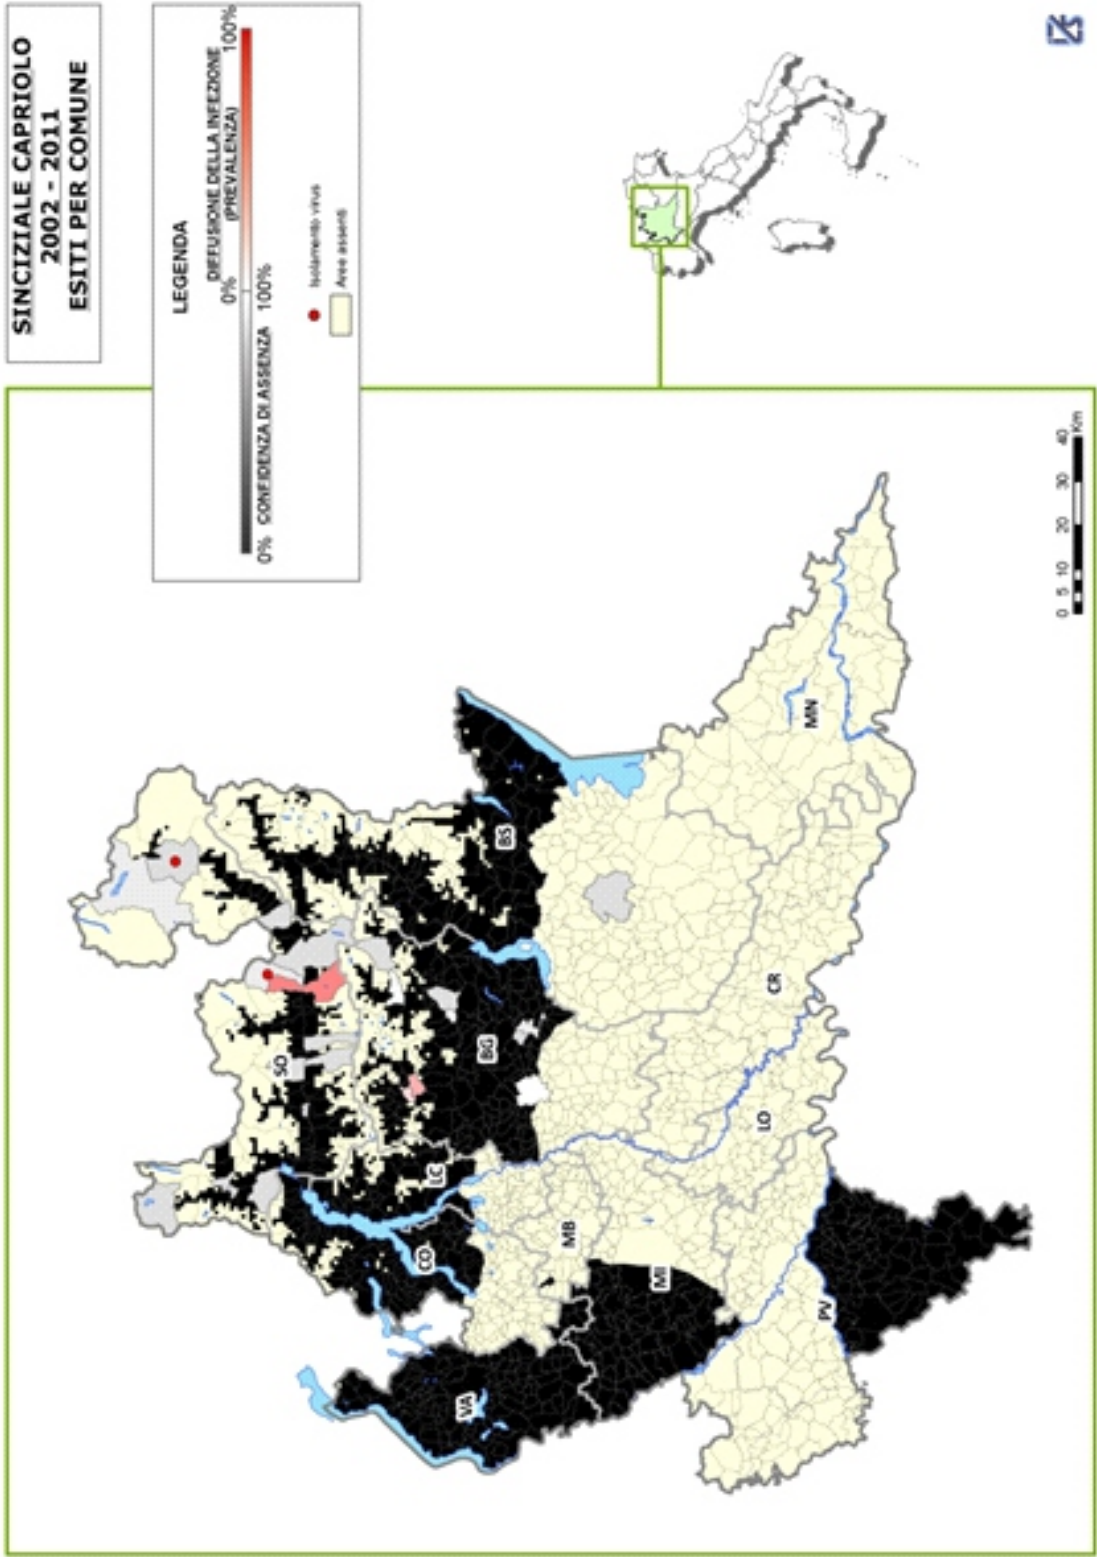 SINCIZIALE CAPRIOLO
2002 - 2011
ESITI PER COMUNE
LEGENDA
DIFFUSIONE DELLA INFEZIONE
(PREVALENZA)
0% 100%
0% CONFIDENZA DI ASSENZA 100%
Isolamento virus
Aree assenti
SO
BS
BG
LC
CO
VA
MB
MI
MN
CR
LO
PV
0 5 10 20 30 40
Km
IZS